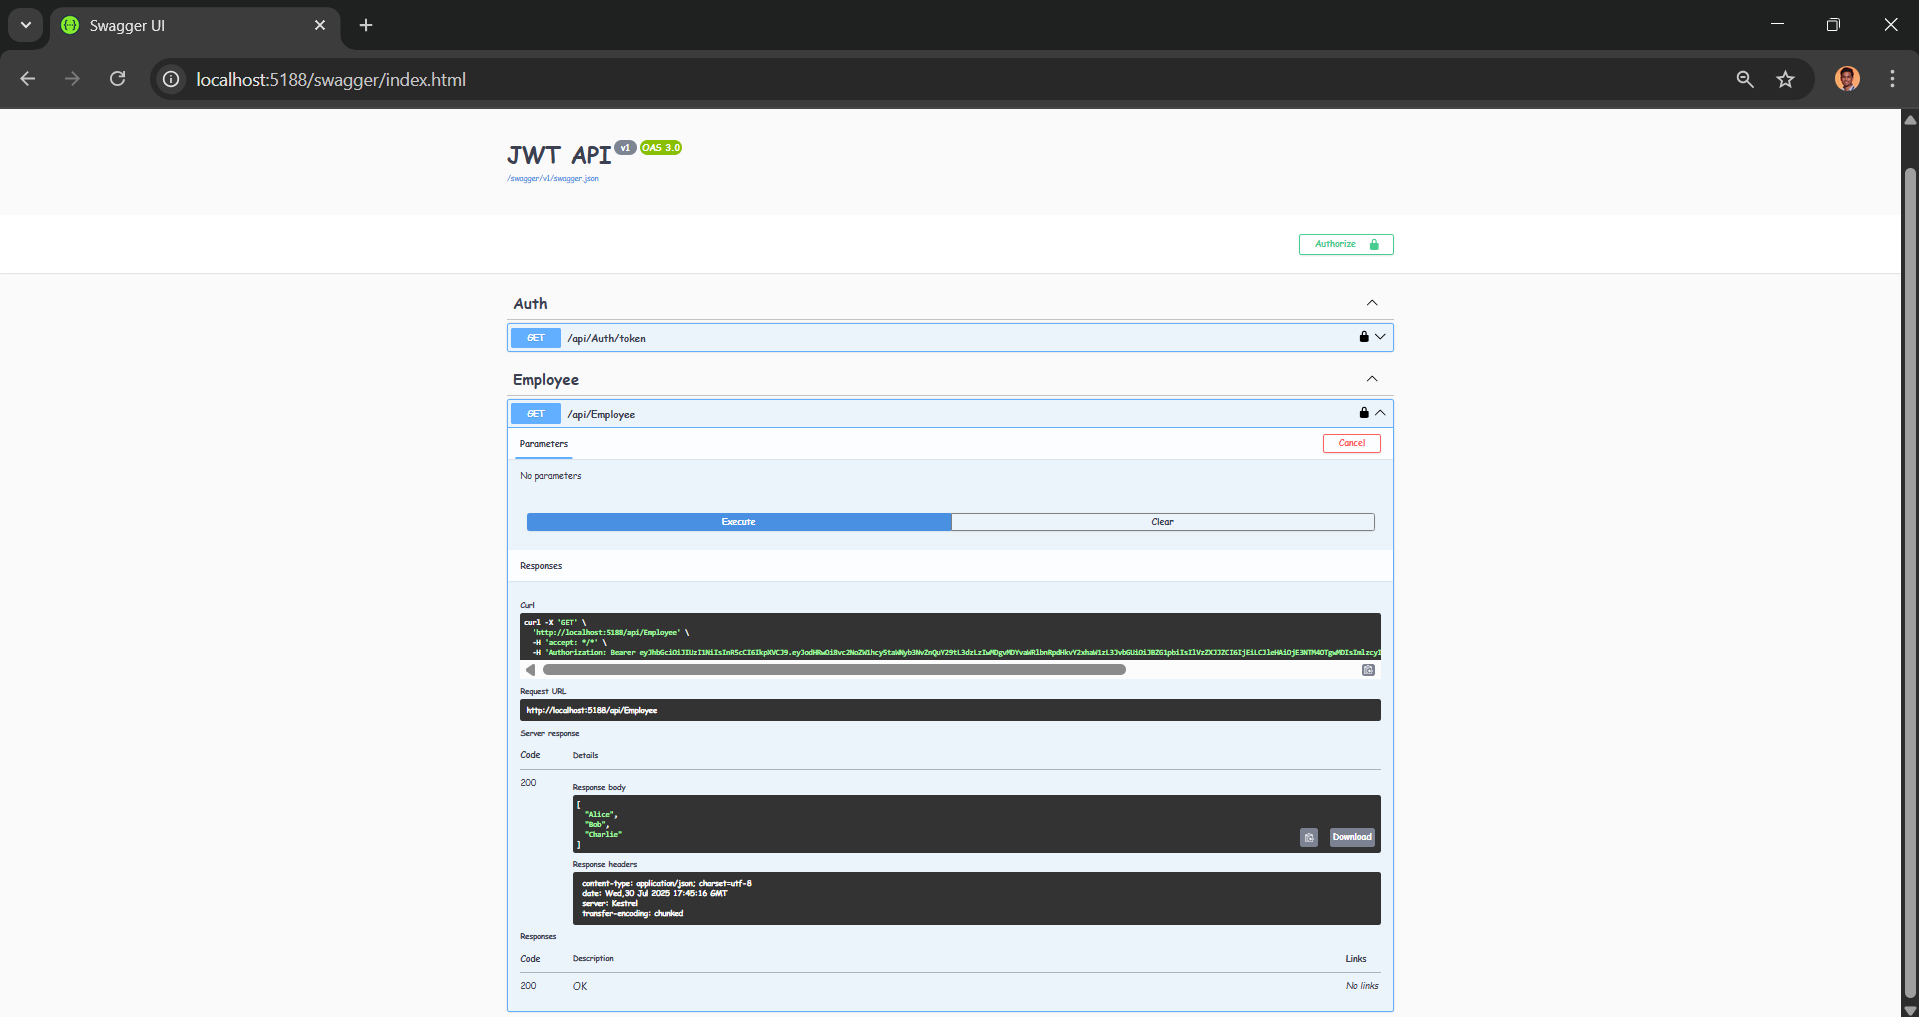 Swagger UI
localhost:5188/swagger/index.html
JWT API v1 OAS 3.0
/swagger/v1/swagger.json
Authorize
Auth
GET /api/Auth/token
Employee
GET /api/Employee
Parameters
Cancel
No parameters
Execute
Clear
Responses
Curl
curl -X 'GET' \
'http://localhost:5188/api/Employee' \
-H 'accept: */*' \
-H 'Authorization: Bearer
Request URL
http://localhost:5188/api/Employee
Server response
Code Details
200
Response body
[
"Alice",
"Bob",
"Charlie"
]
Download
Response headers
content-type: application/json; charset=utf-8
date: Wed,30 Jul 2025 17:45:16 GMT
server: Kestrel
transfer-encoding: chunked
Responses
Code Description Links
200 OK No links